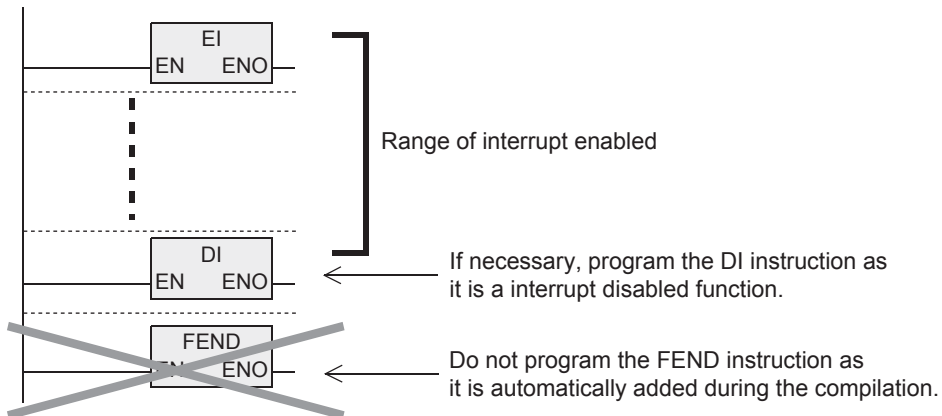 EI
EN ENO
Range of interrupt enabled
DI
EN ENO
If necessary, program the DI instruction as
it is a interrupt disabled function.
FEND
EN ENO
Do not program the FEND instruction as
it is automatically added during the compilation.